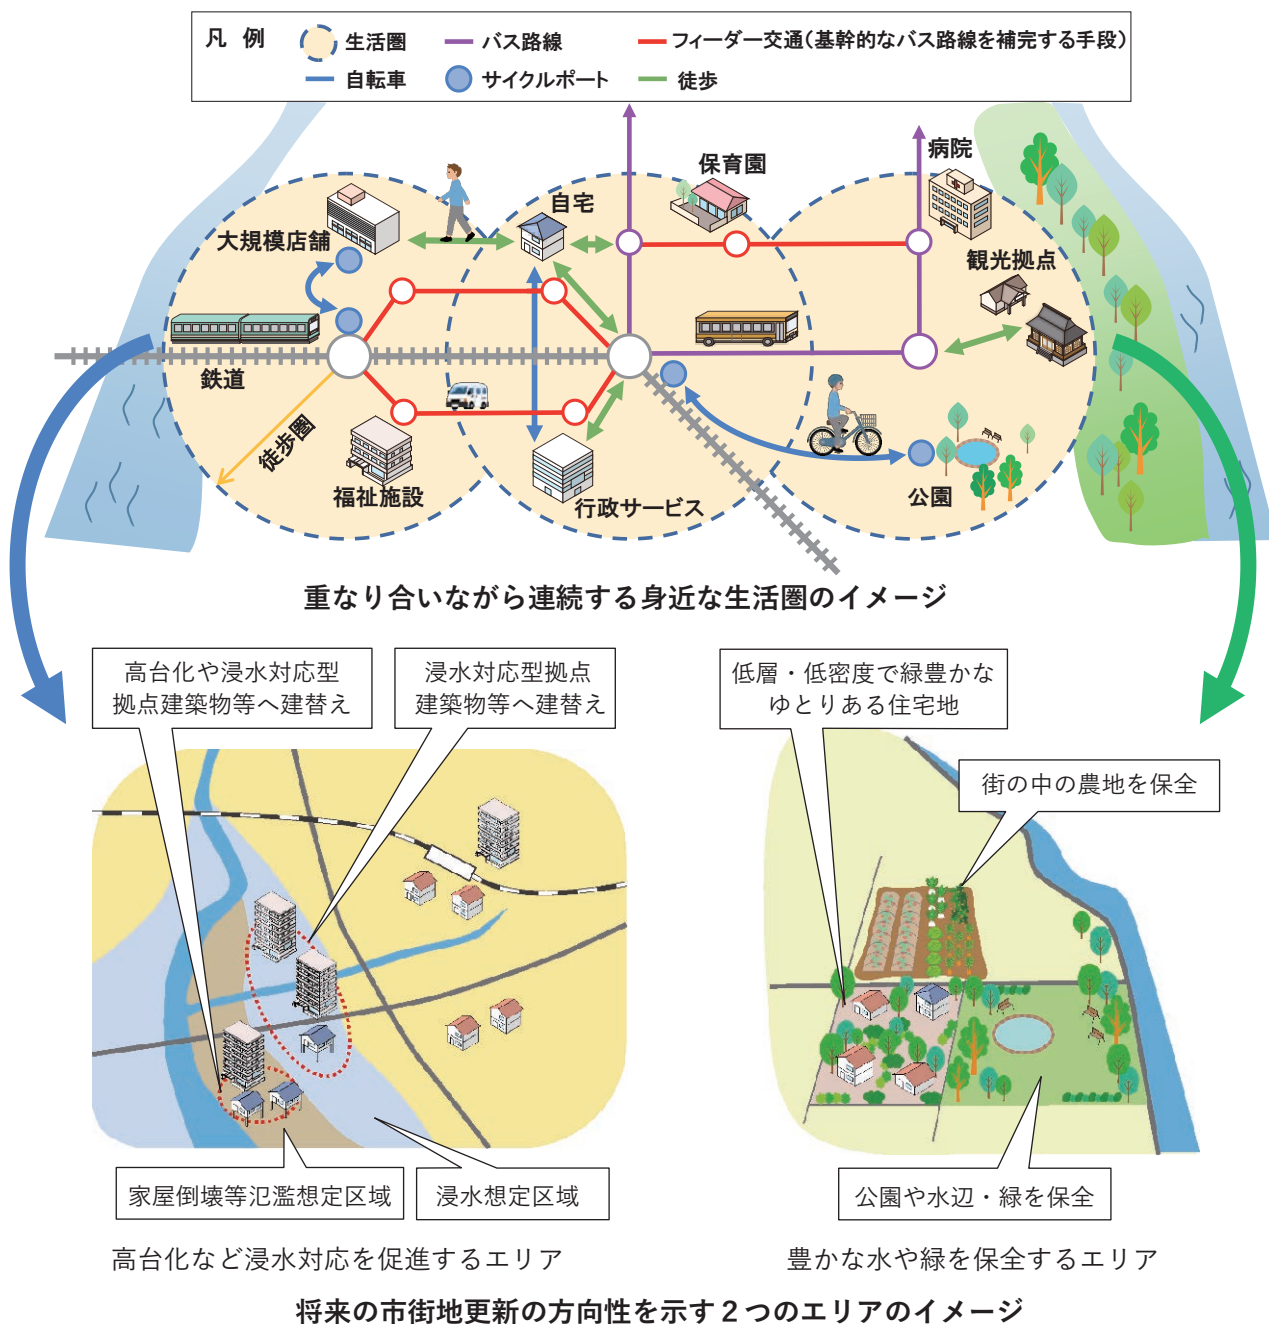 凡 例
生活圏
バス路線
フィーダー交通(基幹的なバス路線を補完する手段)
自転車
サイクルポート
徒歩
保育園
病院
自宅
大規模店舗
観光拠点
鉄道
徒歩圏
福祉施設
行政サービス
公園
重なり合いながら連続する身近な生活圏のイメージ
高台化や浸水対応型
拠点建築物等へ建替え
浸水対応型拠点
建築物等へ建替え
低層・低密度で緑豊かな
ゆとりある住宅地
街の中の農地を保全
家屋倒壊等氾濫想定区域
浸水想定区域
公園や水辺・緑を保全
高台化など浸水対応を促進するエリア
豊かな水や緑を保全するエリア
将来の市街地更新の方向性を示す2つのエリアのイメージ